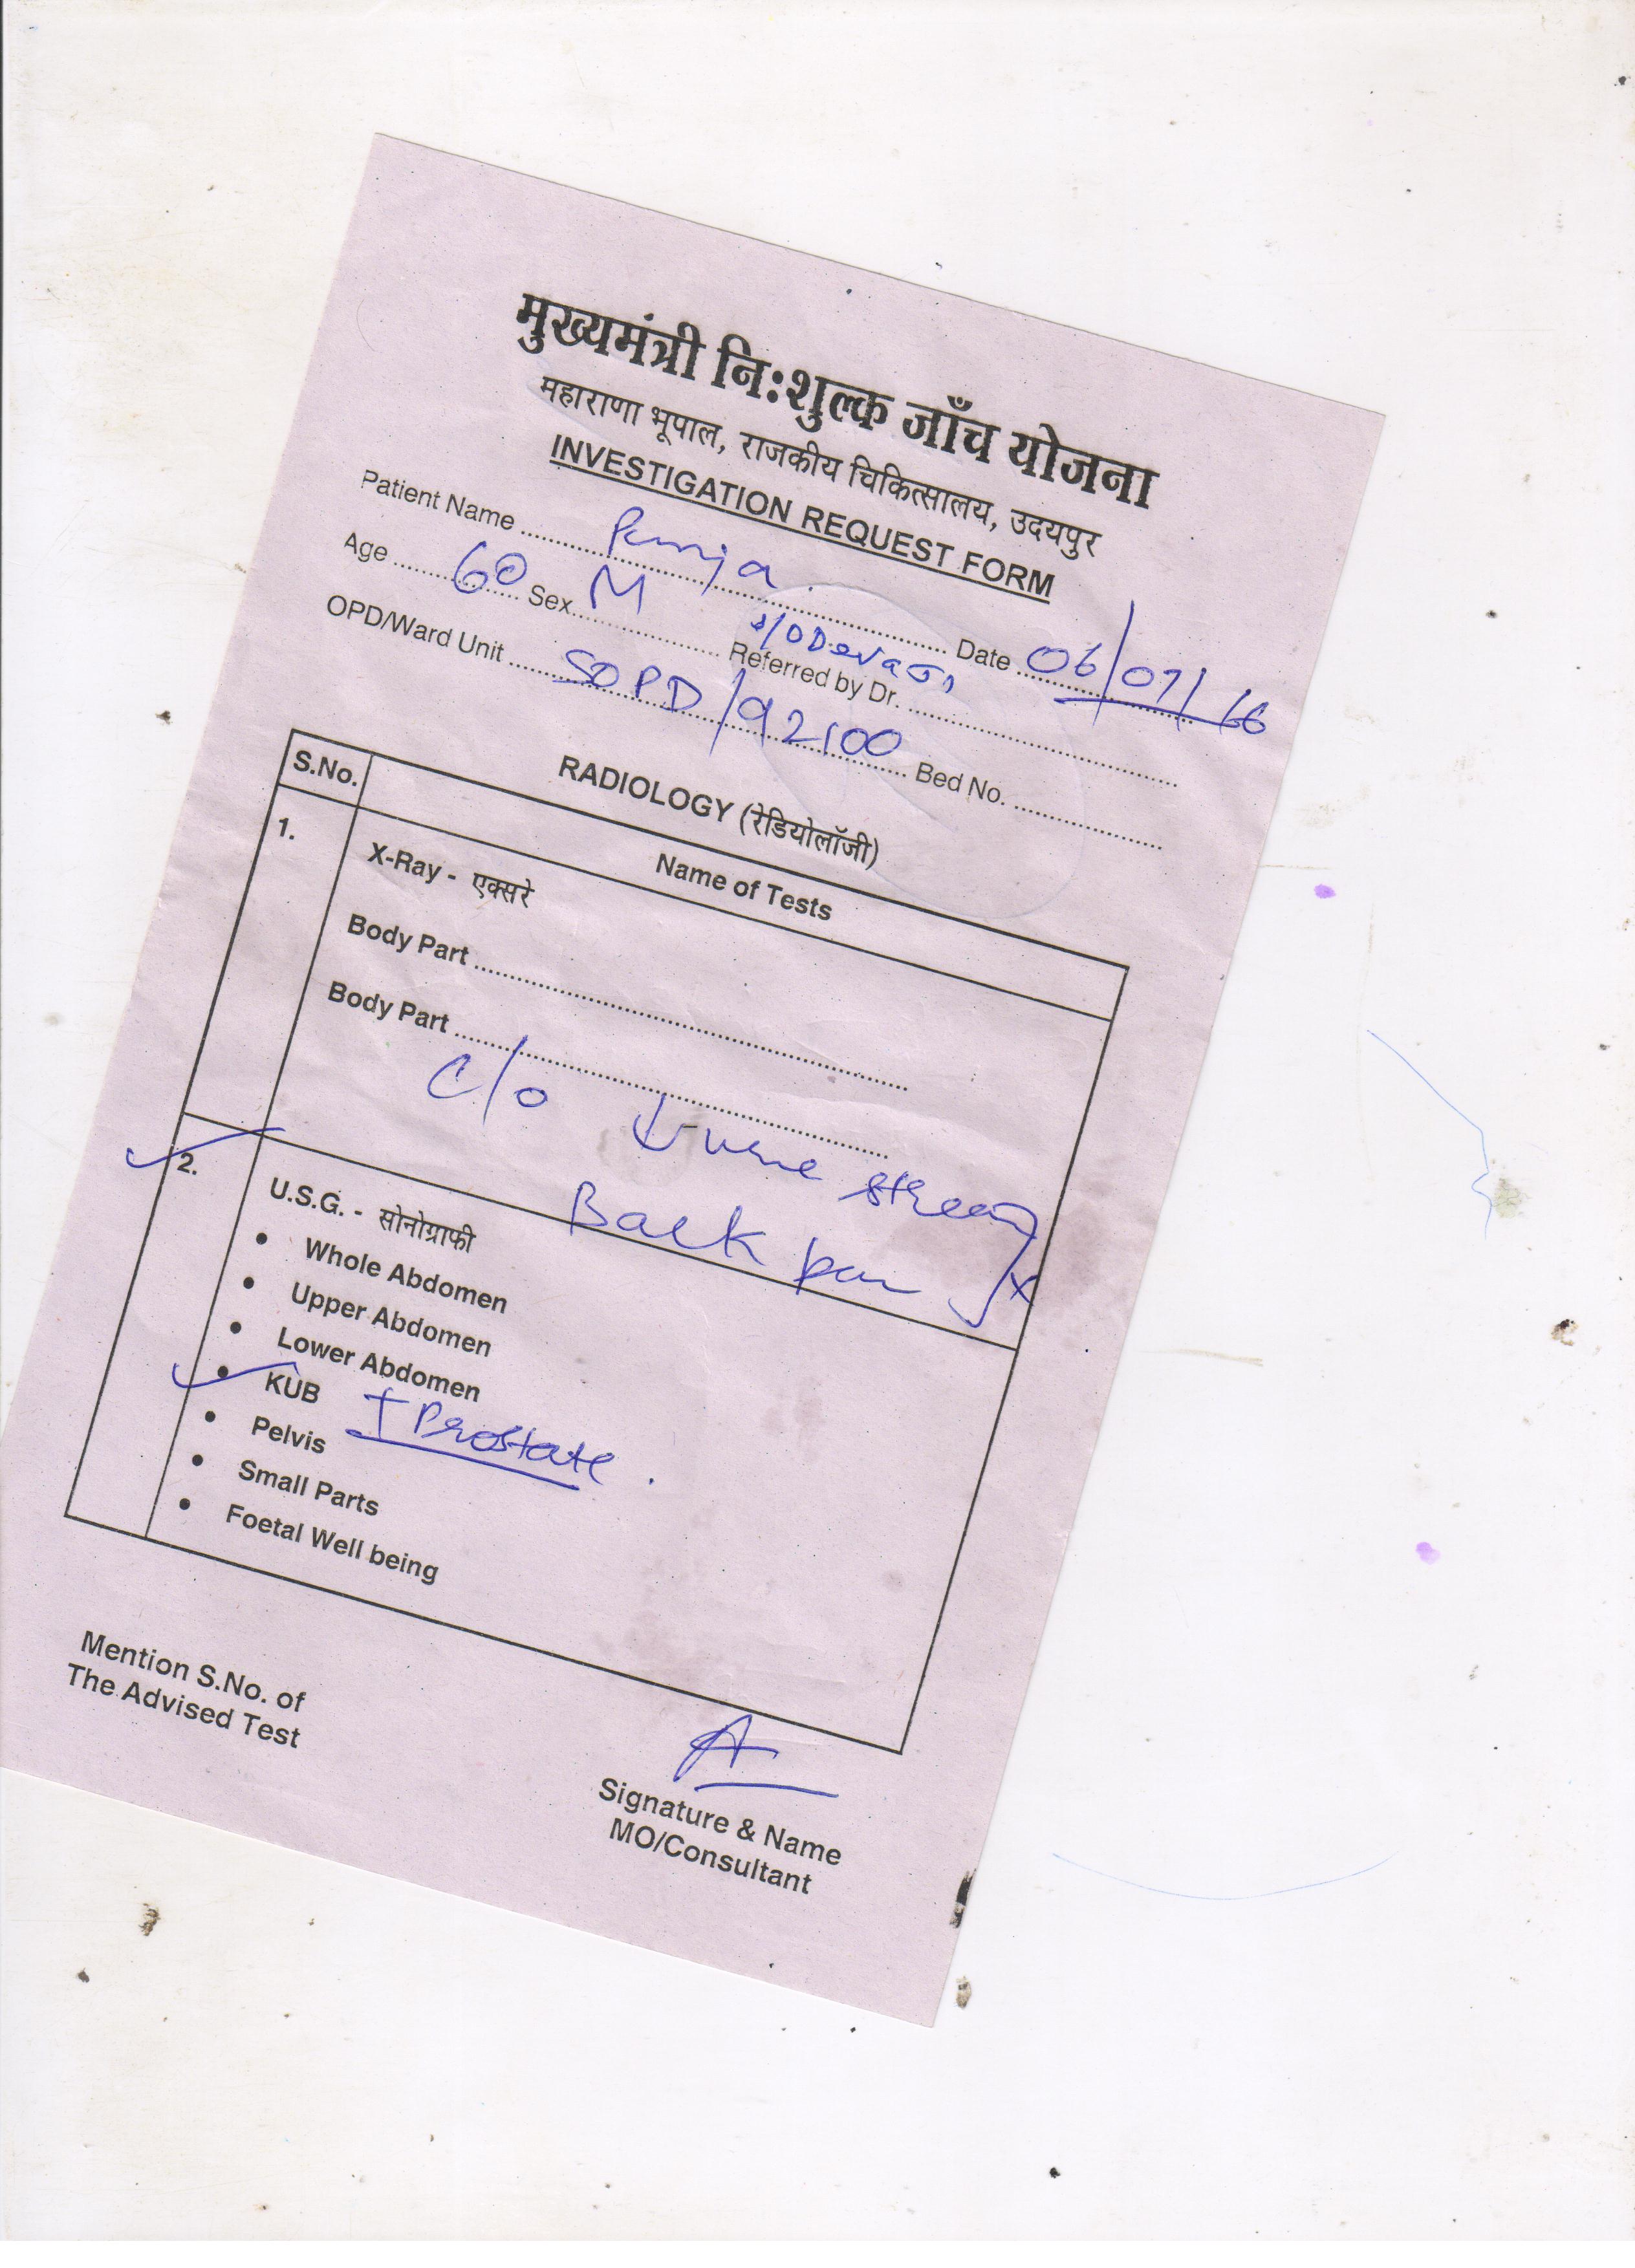 मुख्यमंत्री निःशुल्क जाँच योजना
महाराणा भूपाल, राजकीय चिकित्सालय, उदयपुर
INVESTIGATION REQUEST FORM
Patient Name Punja Date 06/07/16
Age 60 Sex M s/o Referred by Dr.
OPD/Ward Unit SOPD/92100 Bed No.
RADIOLOGY (रेडियोलॉजी)
S.No. Name of Tests
1. X-Ray - एक्सरे
Body Part
Body Part
C/o ↓ urine stream
Back pain
2. U.S.G. - सोनोग्राफी
• Whole Abdomen
• Upper Abdomen
• Lower Abdomen
• KUB
• Pelvis Prostate.
• Small Parts
• Foetal Well being
Mention S.No. of
The Advised Test
Signature & Name
MO/Consultant